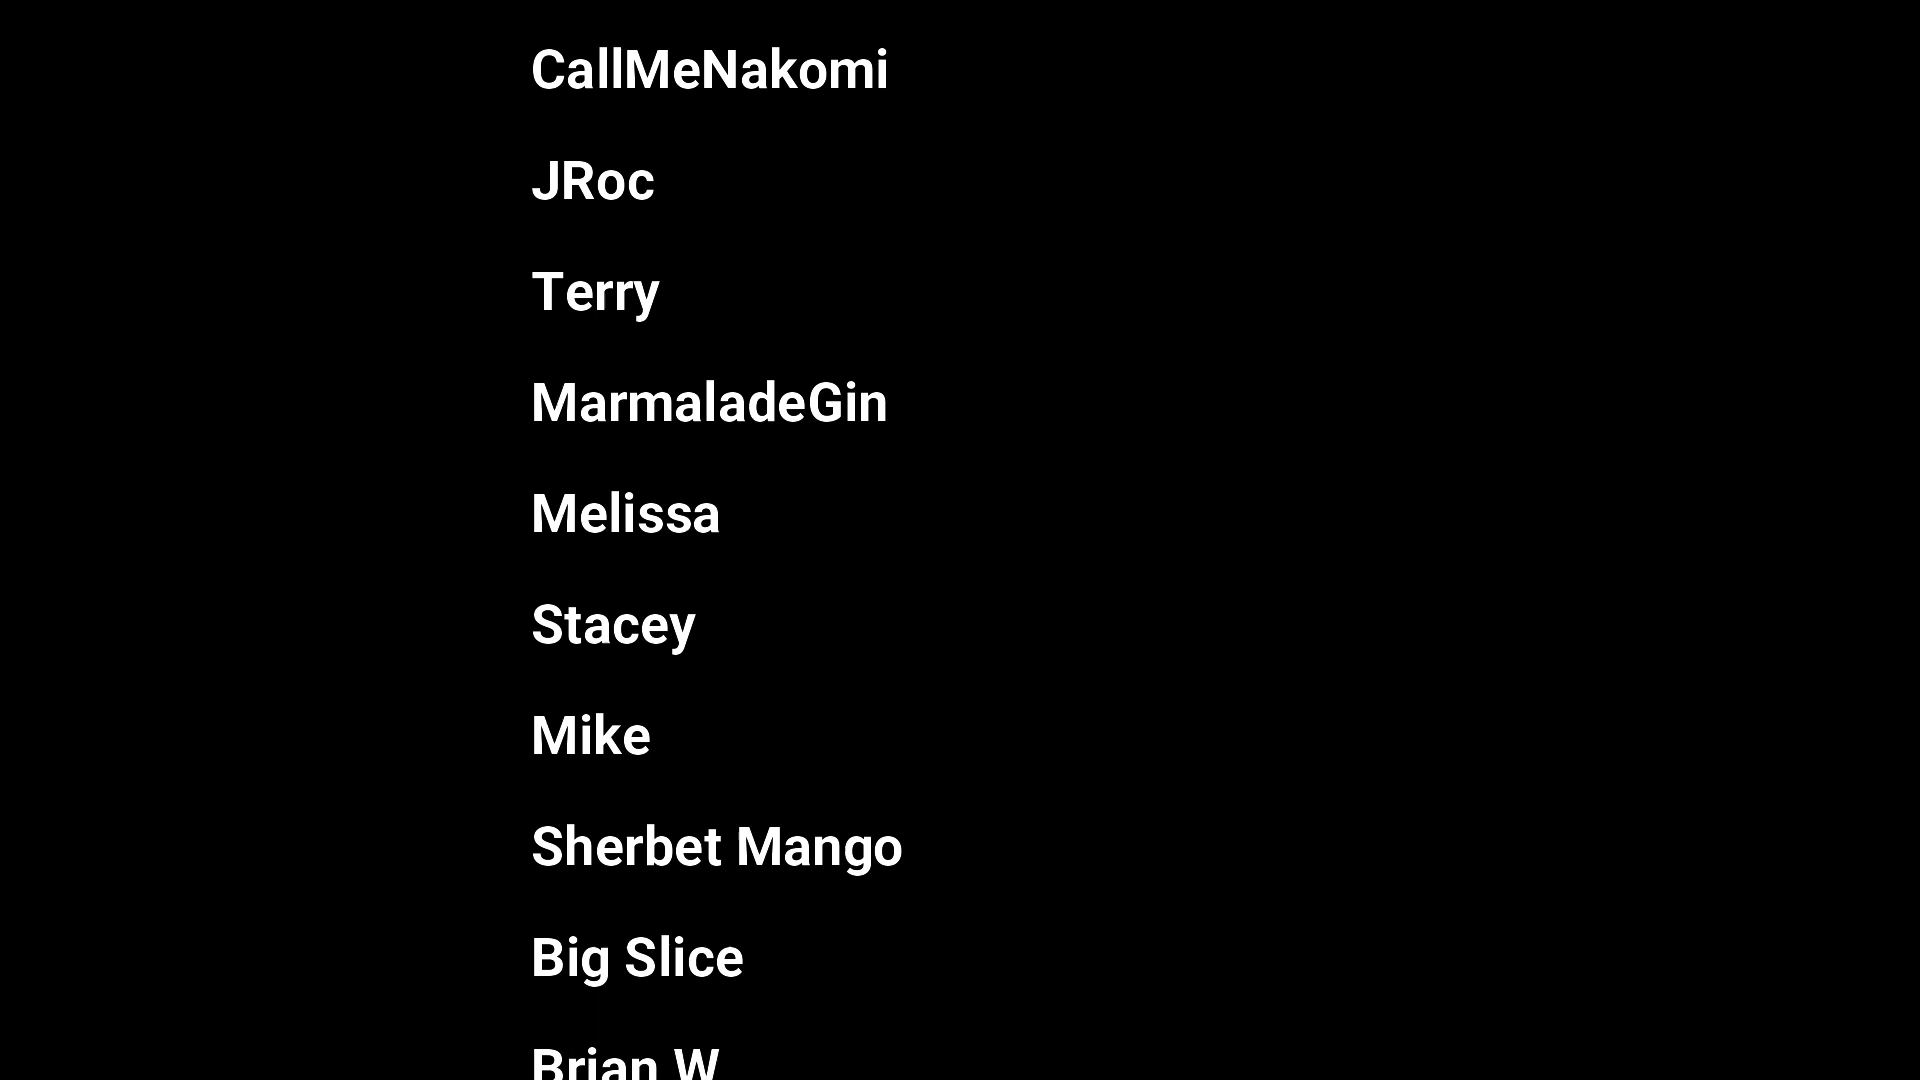 CallMeNakomi
JRoc
Terry
MarmaladeGin
Melissa
Stacey
Mike
Sherbet Mango
Big Slice
Brian W